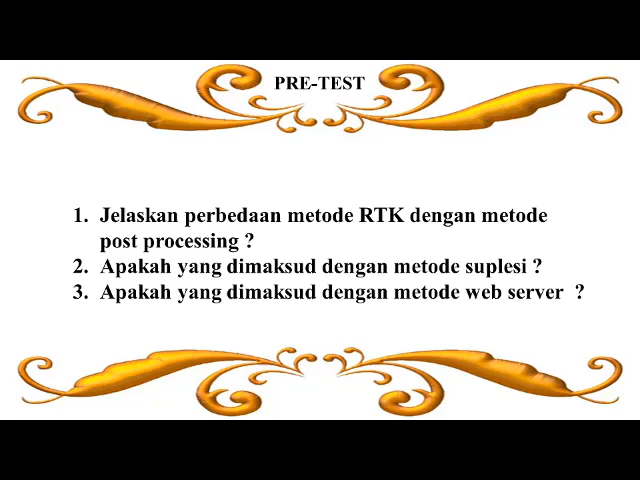 PRE-TEST
1. Jelaskan perbedaan metode RTK dengan metode
post processing ?
2. Apakah yang dimaksud dengan metode suplesi ?
3. Apakah yang dimaksud dengan metode web server ?